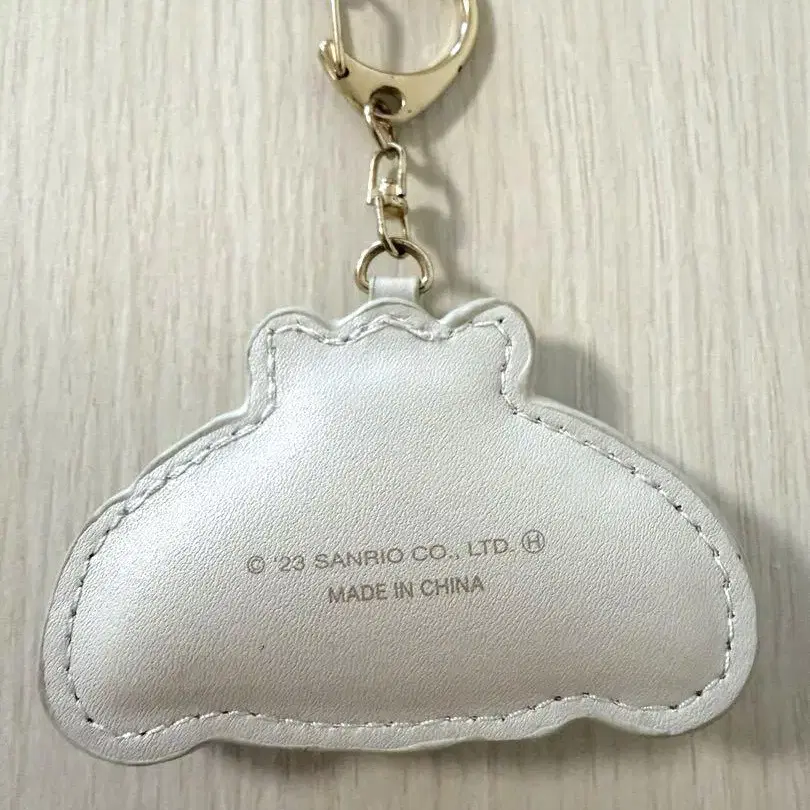 © '23 SANRIO CO., LTD. Ⓗ
MADE IN CHINA